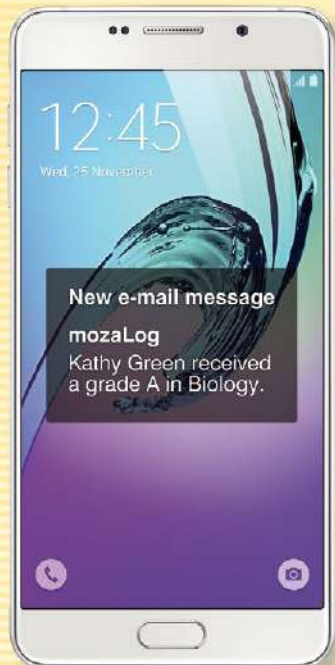 12:45
Wed, 25 November
New e-mail message
mozaLog
Kathy Green received
a grade A in Biology.